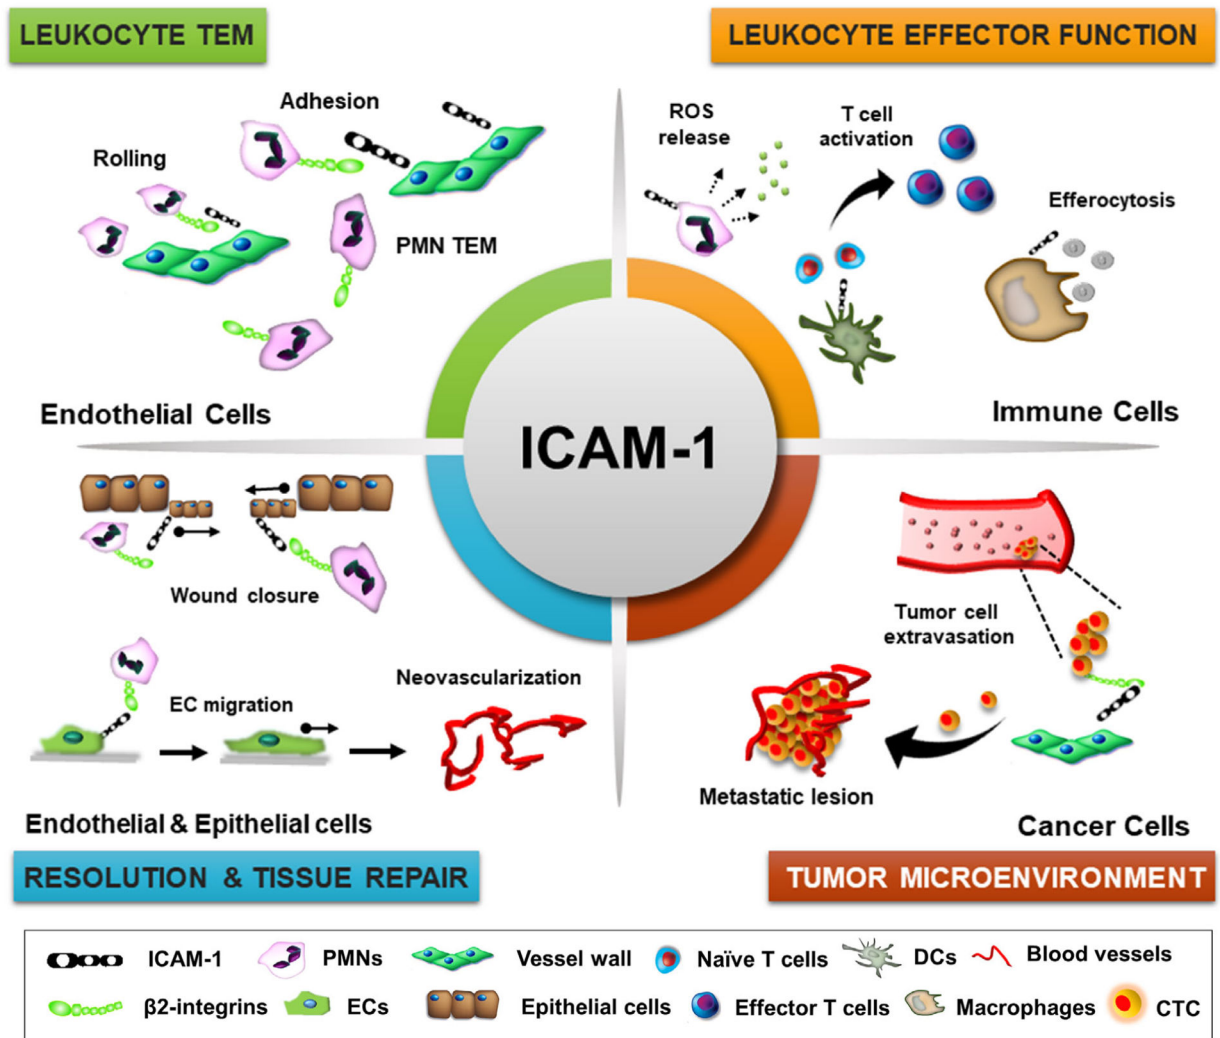 LEUKOCYTE TEM
LEUKOCYTE EFFECTOR FUNCTION
Adhesion
Rolling
PMN TEM
Endothelial Cells
ROS
release
T cell
activation
Efferocytosis
Immune Cells
ICAM-1
Wound closure
EC migration
Neovascularization
Endothelial & Epithelial cells
RESOLUTION & TISSUE REPAIR
Tumor cell
extravasation
Metastatic lesion
Cancer Cells
TUMOR MICROENVIRONMENT
ICAM-1 PMNs Vessel wall Naïve T cells DCs Blood vessels
β2-integrins ECs Epithelial cells Effector T cells Macrophages CTC